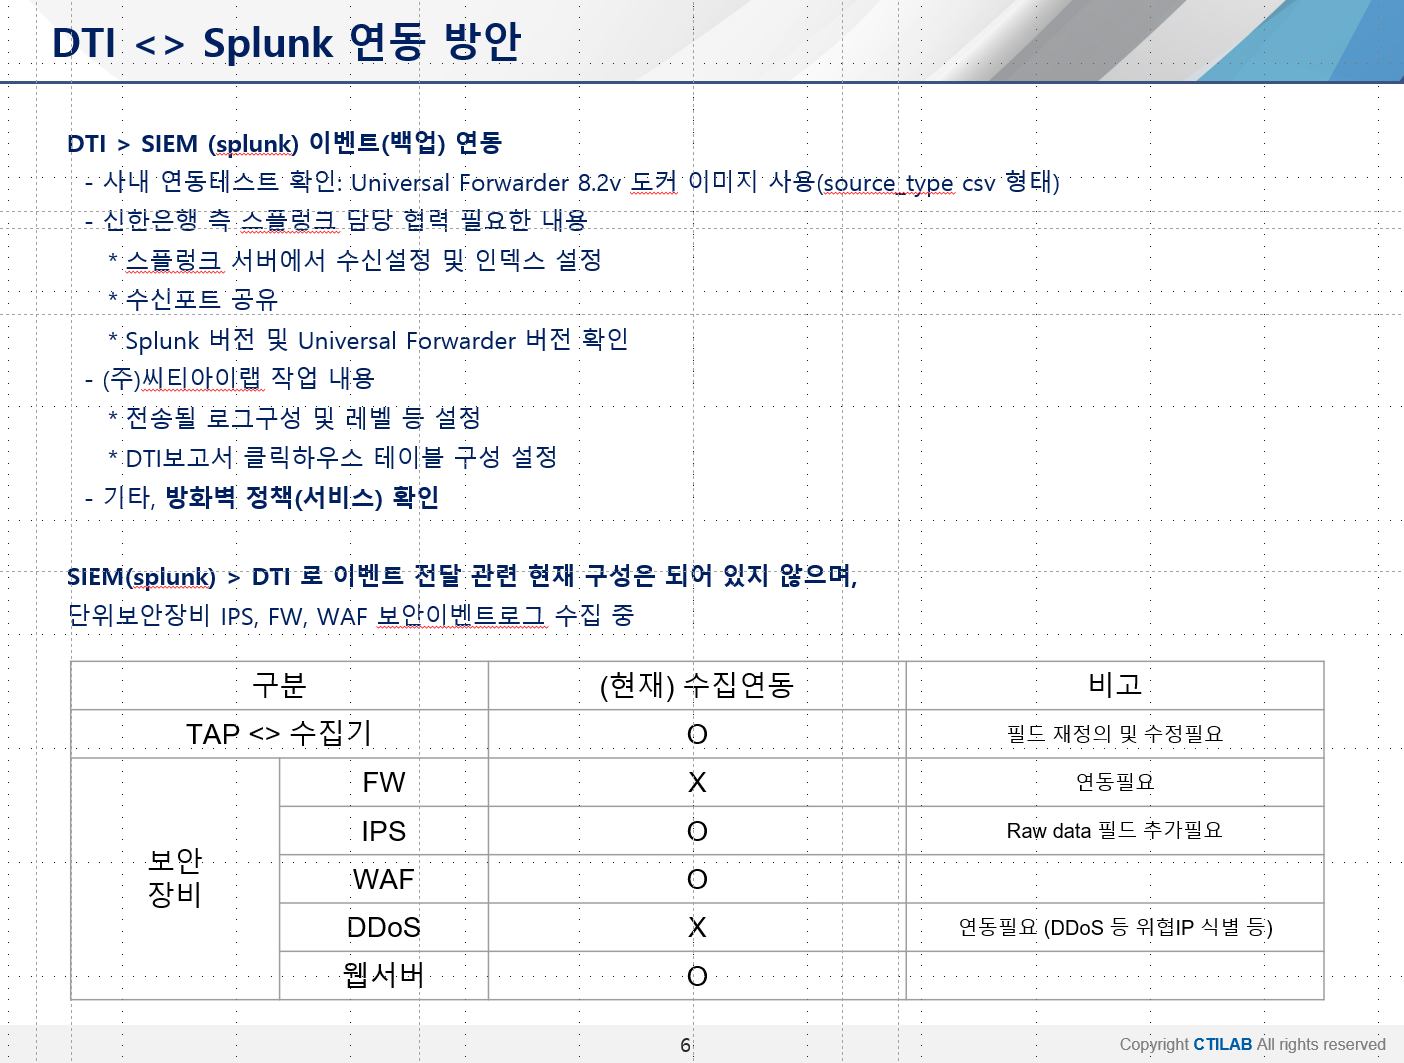 DTI <> Splunk 연동 방안
DTI > SIEM (splunk) 이벤트(백업) 연동
- 사내 연동테스트 확인: Universal Forwarder 8.2v 도커 이미지 사용(source_type csv 형태)
- 신한은행 측 스플렁크 담당 협력 필요한 내용
* 스플렁크 서버에서 수신설정 및 인덱스 설정
* 수신포트 공유
* Splunk 버전 및 Universal Forwarder 버전 확인
- (주)씨티아이랩 작업 내용
* 전송될 로그구성 및 레벨 등 설정
* DTI보고서 클릭하우스 테이블 구성 설정
- 기타, 방화벽 정책(서비스) 확인
SIEM(splunk) > DTI 로 이벤트 전달 관련 현재 구성은 되어 있지 않으며,
단위보안장비 IPS, FW, WAF 보안이벤트로그 수집 중
구분 (현재) 수집연동 비고
TAP <> 수집기 O 필드 재정의 및 수정필요
보안
장비
FW X 연동필요
IPS O Raw data 필드 추가필요
WAF O
DDoS X 연동필요 (DDoS 등 위협IP 식별 등)
웹서버 O
6
Copyright CTILAB All rights reserved